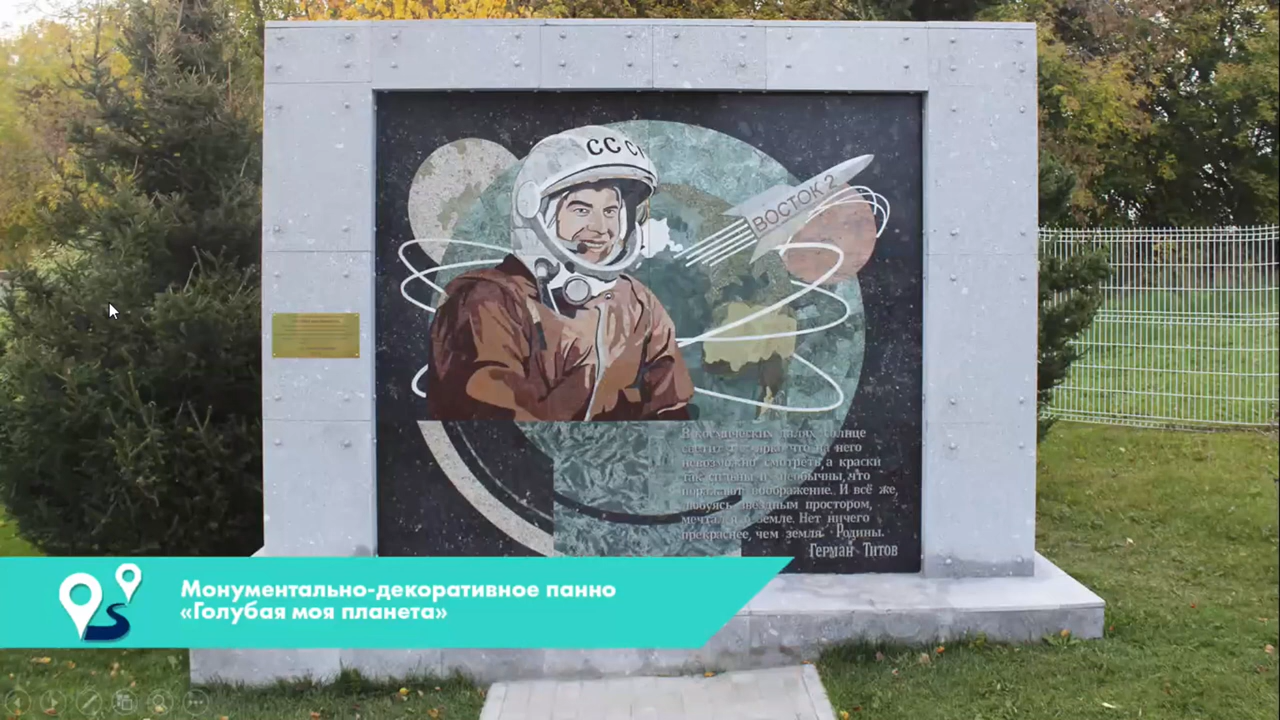 СССР
ВОСТОК 2
В космических далях солнце
светит так ярко что на него
невозможно смотреть, а краски
так сильны и необычны, что
поражают воображение. И всё же,
любуясь звёздным простором,
мечтал о земле. Нет ничего
прекраснее, чем земля Родины.
Герман Титов
Монументально-декоративное панно
«Голубая моя планета»